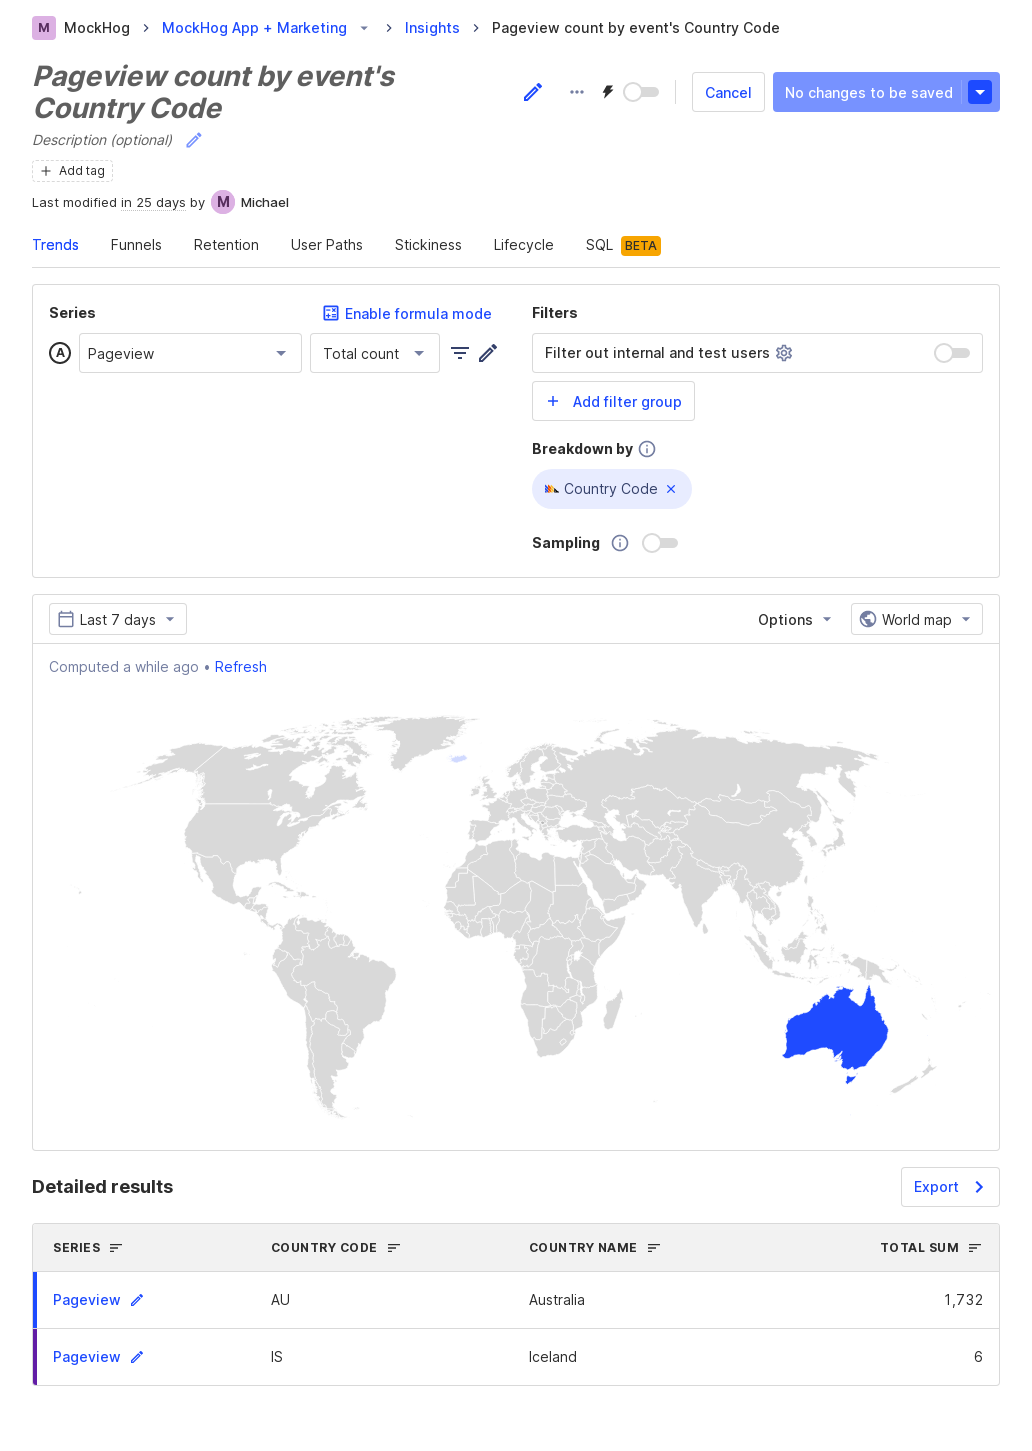 M MockHog > MockHog App + Marketing > Insights > Pageview count by event's Country Code
Pageview count by event's
Country Code
Cancel
No changes to be saved
Description (optional)
Add tag
Last modified in 25 days by M Michael
Trends Funnels Retention User Paths Stickiness Lifecycle SQL BETA
Series
Enable formula mode
A Pageview Total count
Filters
Filter out internal and test users
+ Add filter group
Breakdown by
Country Code
Sampling
Last 7 days
Options
World map
Computed a while ago • Refresh
Detailed results
Export
SERIES COUNTRY CODE COUNTRY NAME TOTAL SUM
Pageview AU Australia 1,732
Pageview IS Iceland 6